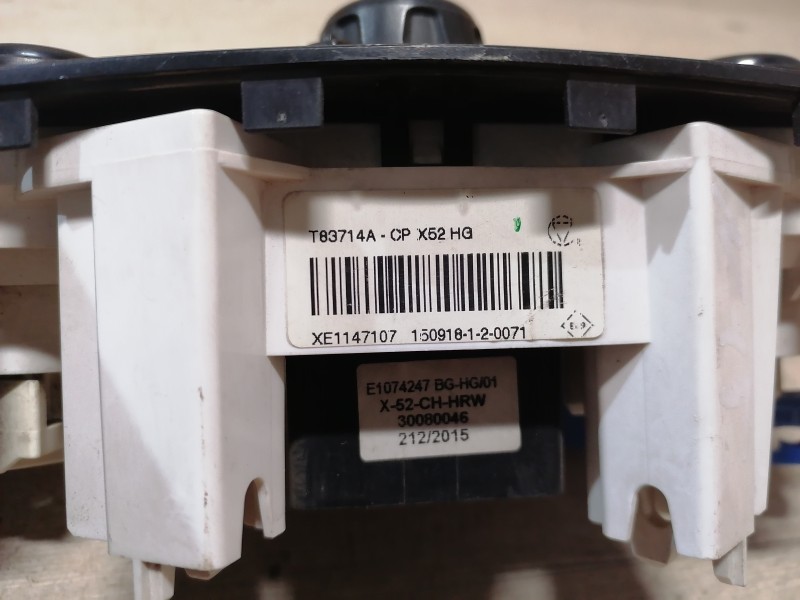 T83714A - CP X52 HG
XE1147107 150918-1-2-0071
E1074247 BG-HG/01
X-52-CH-HRW
30080046
212/2015